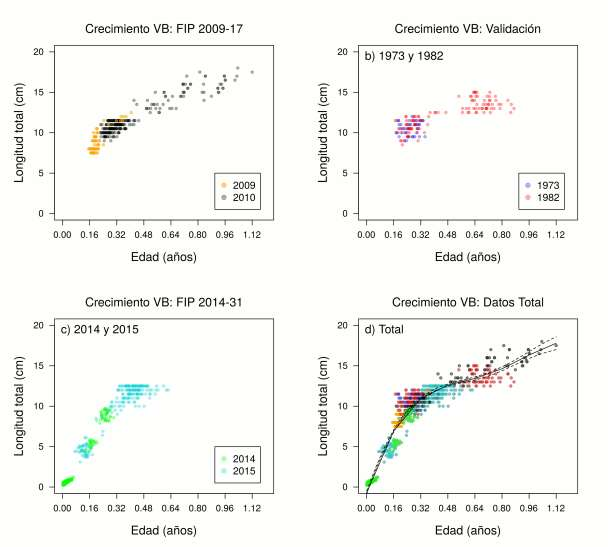 Crecimiento VB: FIP 2009-17
Longitud total (cm)
20
15
10
5
0
2009
2010
0.00 0.16 0.32 0.48 0.64 0.80 0.96 1.12
Edad (años)
Crecimiento VB: Validación
b) 1973 y 1982
Longitud total (cm)
20
15
10
5
0
1973
1982
0.00 0.16 0.32 0.48 0.64 0.80 0.96 1.12
Edad (años)
Crecimiento VB: FIP 2014-31
c) 2014 y 2015
Longitud total (cm)
20
15
10
5
0
2014
2015
0.00 0.16 0.32 0.48 0.64 0.80 0.96 1.12
Edad (años)
Crecimiento VB: Datos Total
d) Total
Longitud total (cm)
20
15
10
5
0
0.00 0.16 0.32 0.48 0.64 0.80 0.96 1.12
Edad (años)